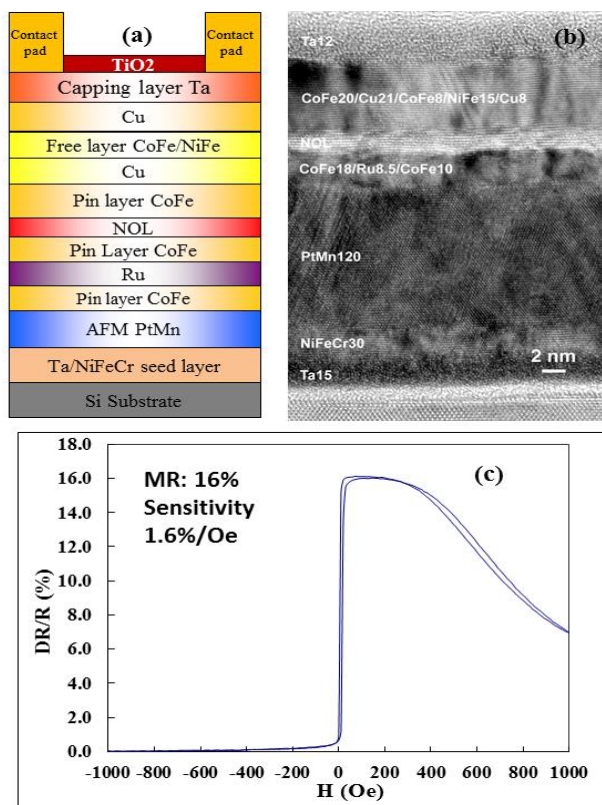 Contact
pad
(a)
Contact
pad
TiO2
Capping layer Ta
Cu
Free layer CoFe/NiFe
Cu
Pin layer CoFe
NOL
Pin Layer CoFe
Ru
Pin layer CoFe
AFM PtMn
Ta/NiFeCr seed layer
Si Substrate
(b)
Ta12
CoFe20/Cu21/CoFe8/NiFe15/Cu8
NOL
CoFe18/Ru8.5/CoFe10
PtMn120
NiFeCr30
2 nm
Ta15
(c)
MR: 16%
Sensitivity
1.6%/Oe
DR/R (%)
18.0
16.0
14.0
12.0
10.0
8.0
6.0
4.0
2.0
0.0
-1000 -800 -600 -400 -200 0 200 400 600 800 1000
H (Oe)